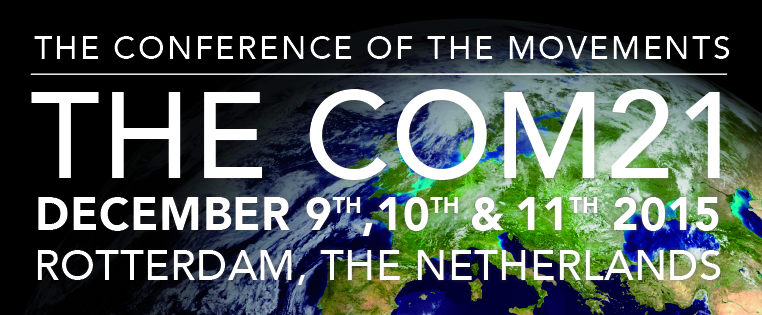 THE CONFERENCE OF THE MOVEMENTS
THE COM21
DECEMBER 9TH, 10TH & 11TH 2015
ROTTERDAM, THE NETHERLANDS